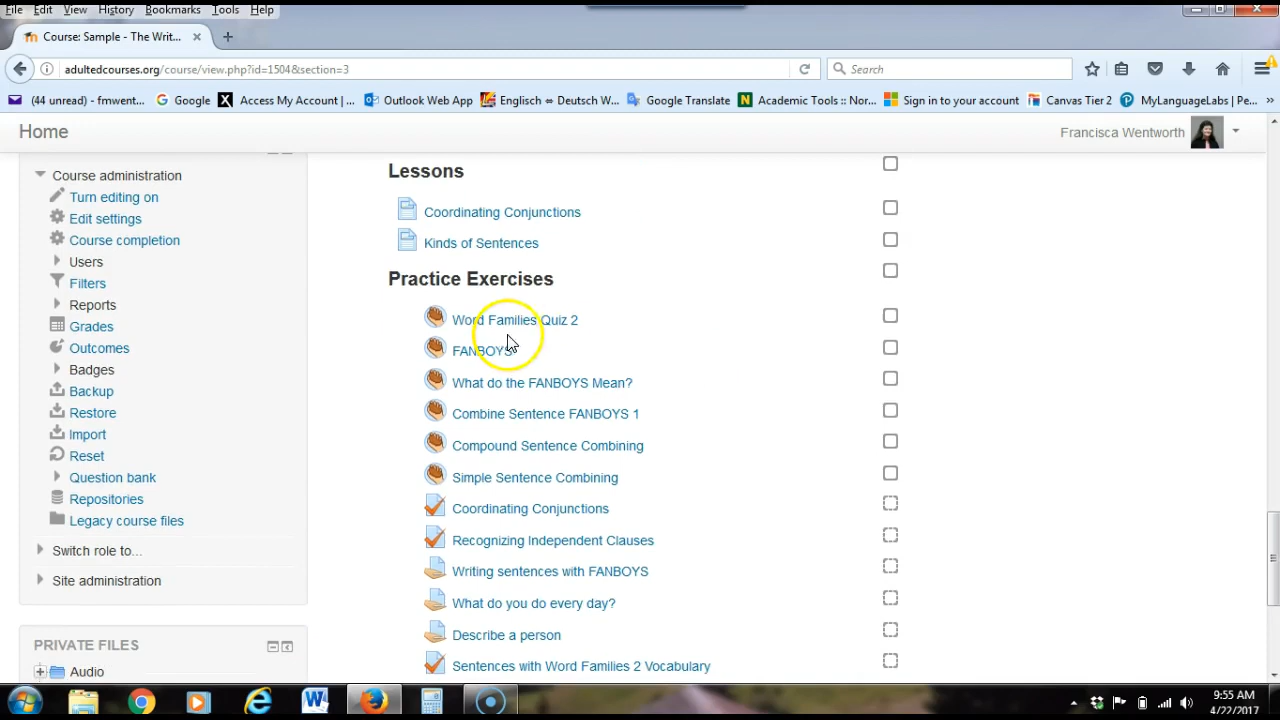 File Edit View History Bookmarks Tools Help
Course: Sample - The Writ...
adultedcourses.org/course/view.php?id=1504&section=3
Search
(44 unread) - fmwent... Google Access My Account | ... Outlook Web App Englisch ⇔ Deutsch W... Google Translate Academic Tools :: Nor... Sign in to your account Canvas Tier 2 MyLanguageLabs | Pe...
Home
Francisca Wentworth
Course administration
Turn editing on
Edit settings
Course completion
Users
Filters
Reports
Grades
Outcomes
Badges
Backup
Restore
Import
Reset
Question bank
Repositories
Legacy course files
Switch role to...
Site administration
PRIVATE FILES
Audio
Lessons
Coordinating Conjunctions
Kinds of Sentences
Practice Exercises
Word Families Quiz 2
FANBOYS
What do the FANBOYS Mean?
Combine Sentence FANBOYS 1
Compound Sentence Combining
Simple Sentence Combining
Coordinating Conjunctions
Recognizing Independent Clauses
Writing sentences with FANBOYS
What do you do every day?
Describe a person
Sentences with Word Families 2 Vocabulary
9:55 AM
4/22/2017